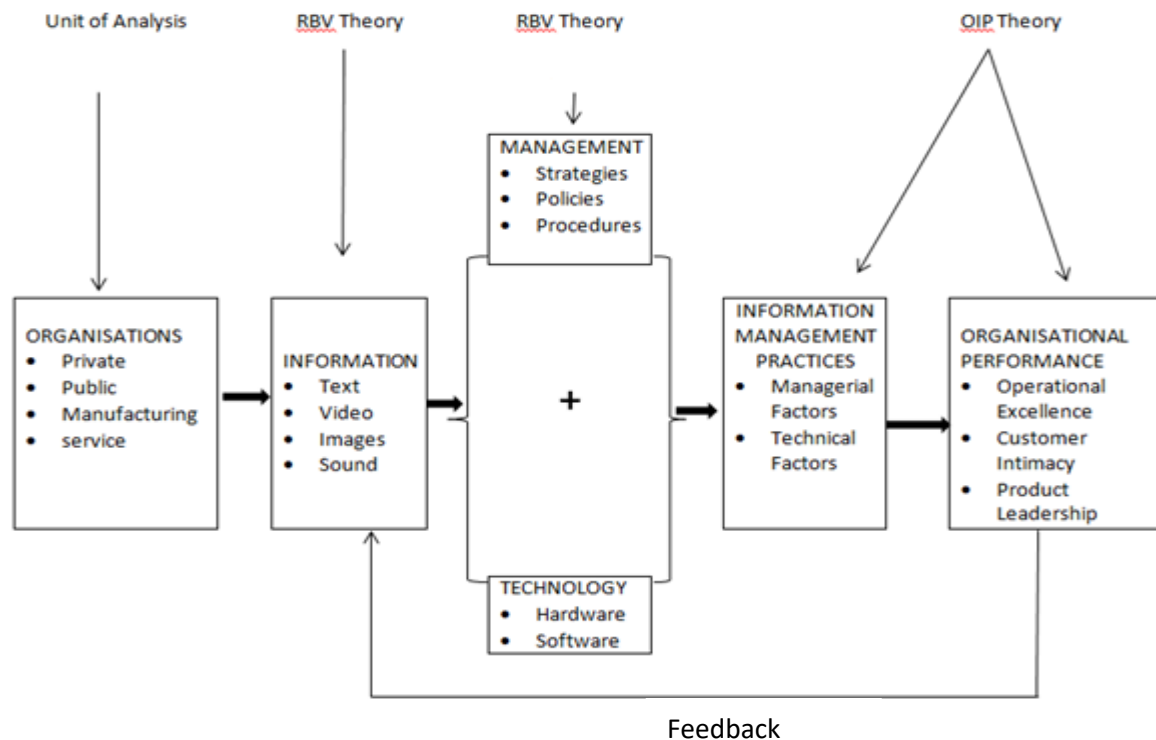 Unit of Analysis
RBV Theory
RBV Theory
OIP Theory
MANAGEMENT
• Strategies
• Policies
• Procedures
ORGANISATIONS
• Private
• Public
• Manufacturing
• service
INFORMATION
• Text
• Video
• Images
• Sound
+
INFORMATION
MANAGEMENT
PRACTICES
• Managerial
Factors
• Technical
Factors
ORGANISATIONAL
PERFORMANCE
• Operational
Excellence
• Customer
Intimacy
• Product
Leadership
TECHNOLOGY
• Hardware
• Software
Feedback